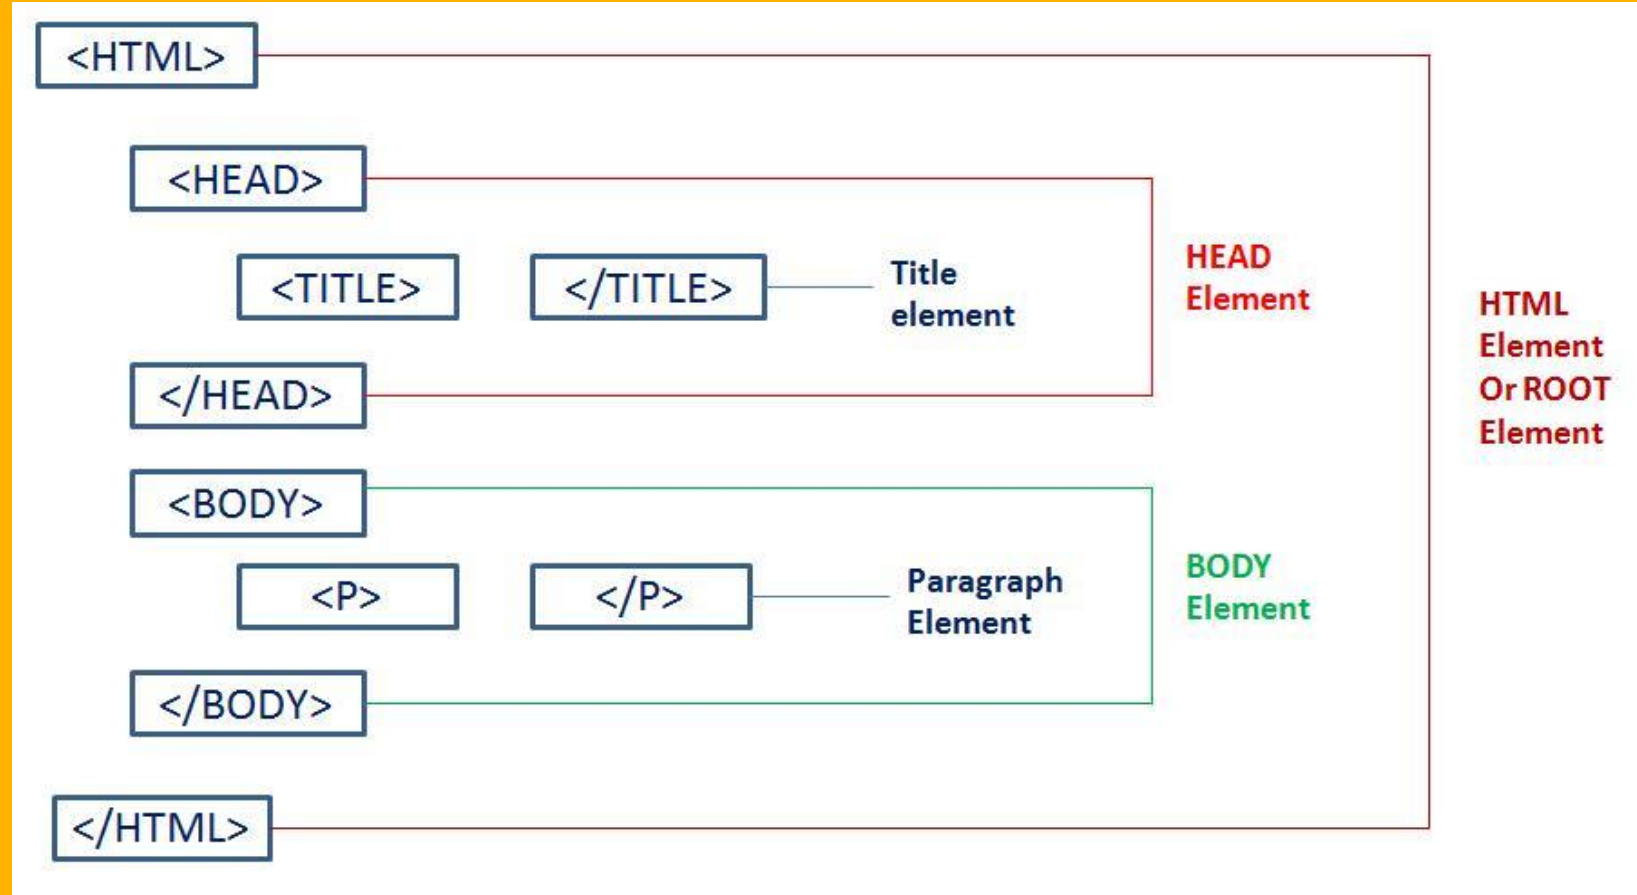 <HTML>
<HEAD>
<TITLE> </TITLE> Title
element
HEAD
Element
</HEAD>
HTML
Element
Or ROOT
Element
<BODY>
<P> </P> Paragraph
Element
BODY
Element
</BODY>
</HTML>